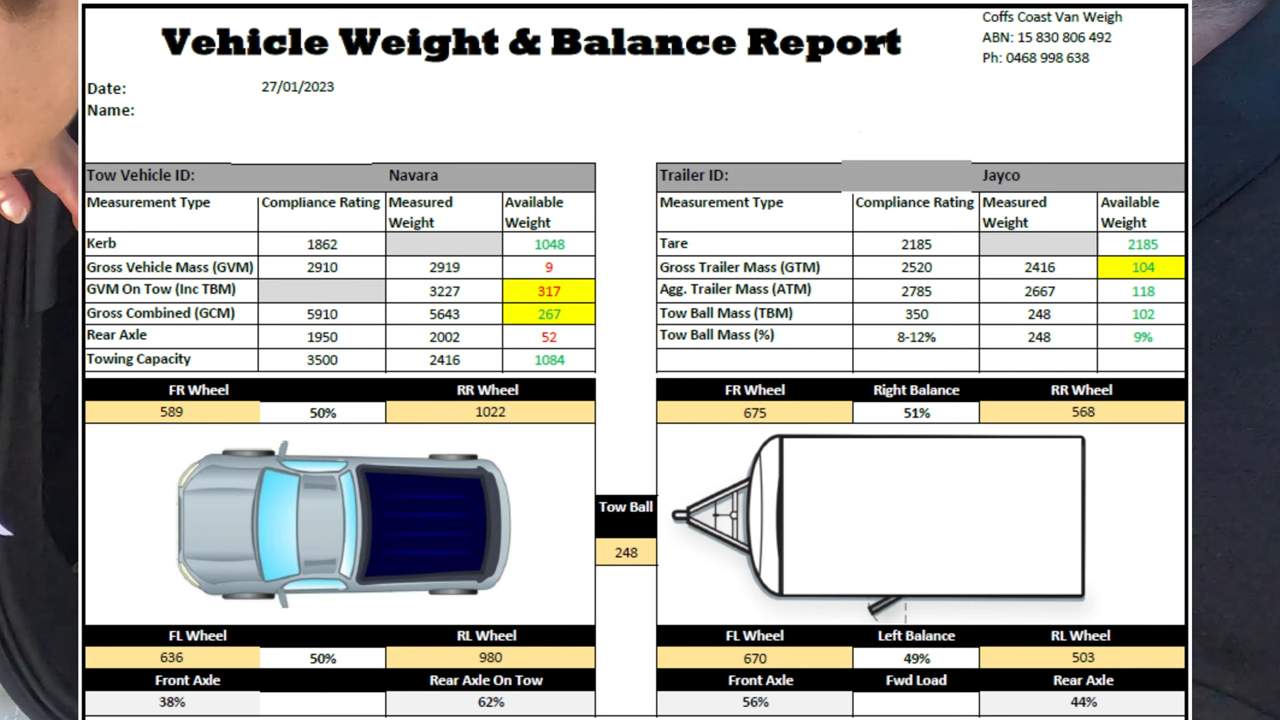 Vehicle Weight & Balance Report
Coffs Coast Van Weigh
ABN: 15 830 806 492
Ph: 0468 998 638
Date: 27/01/2023
Name:
Tow Vehicle ID: Navara
Measurement Type Compliance Rating Measured Weight Available Weight
Kerb 1862 1048
Gross Vehicle Mass (GVM) 2910 2919 9
GVM On Tow (Inc TBM) 3227 317
Gross Combined (GCM) 5910 5643 267
Rear Axle 1950 2002 52
Towing Capacity 3500 2416 1084
FR Wheel RR Wheel
589 50% 1022
FL Wheel RL Wheel
636 50% 980
Front Axle Rear Axle On Tow
38% 62%
Tow Ball
248
Trailer ID: Jayco
Measurement Type Compliance Rating Measured Weight Available Weight
Tare 2185 2185
Gross Trailer Mass (GTM) 2520 2416 104
Agg. Trailer Mass (ATM) 2785 2667 118
Tow Ball Mass (TBM) 350 248 102
Tow Ball Mass (%) 8-12% 248 9%
FR Wheel Right Balance RR Wheel
675 51% 568
FL Wheel Left Balance RL Wheel
670 49% 503
Front Axle Fwd Load Rear Axle
56% 44%